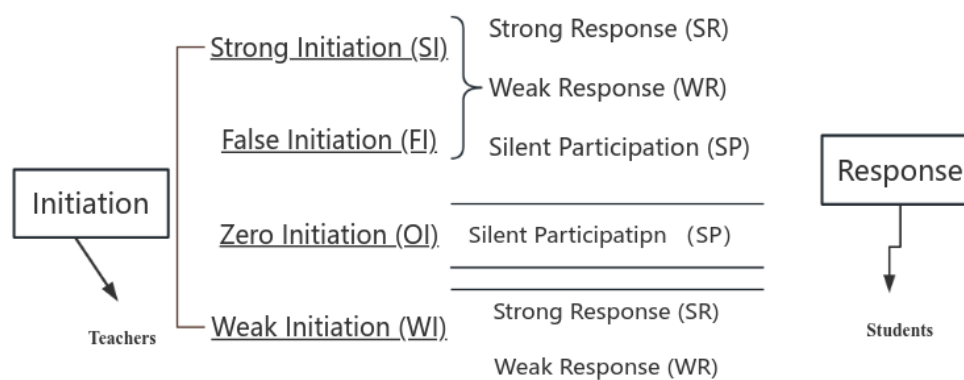 Strong Initiation (SI)
False Initiation (FI)
Zero Initiation (OI)
Weak Initiation (WI)
Strong Response (SR)
Weak Response (WR)
Silent Participation (SP)
Silent Participatipn (SP)
Strong Response (SR)
Weak Response (WR)
Initiation
Teachers
Response
Students